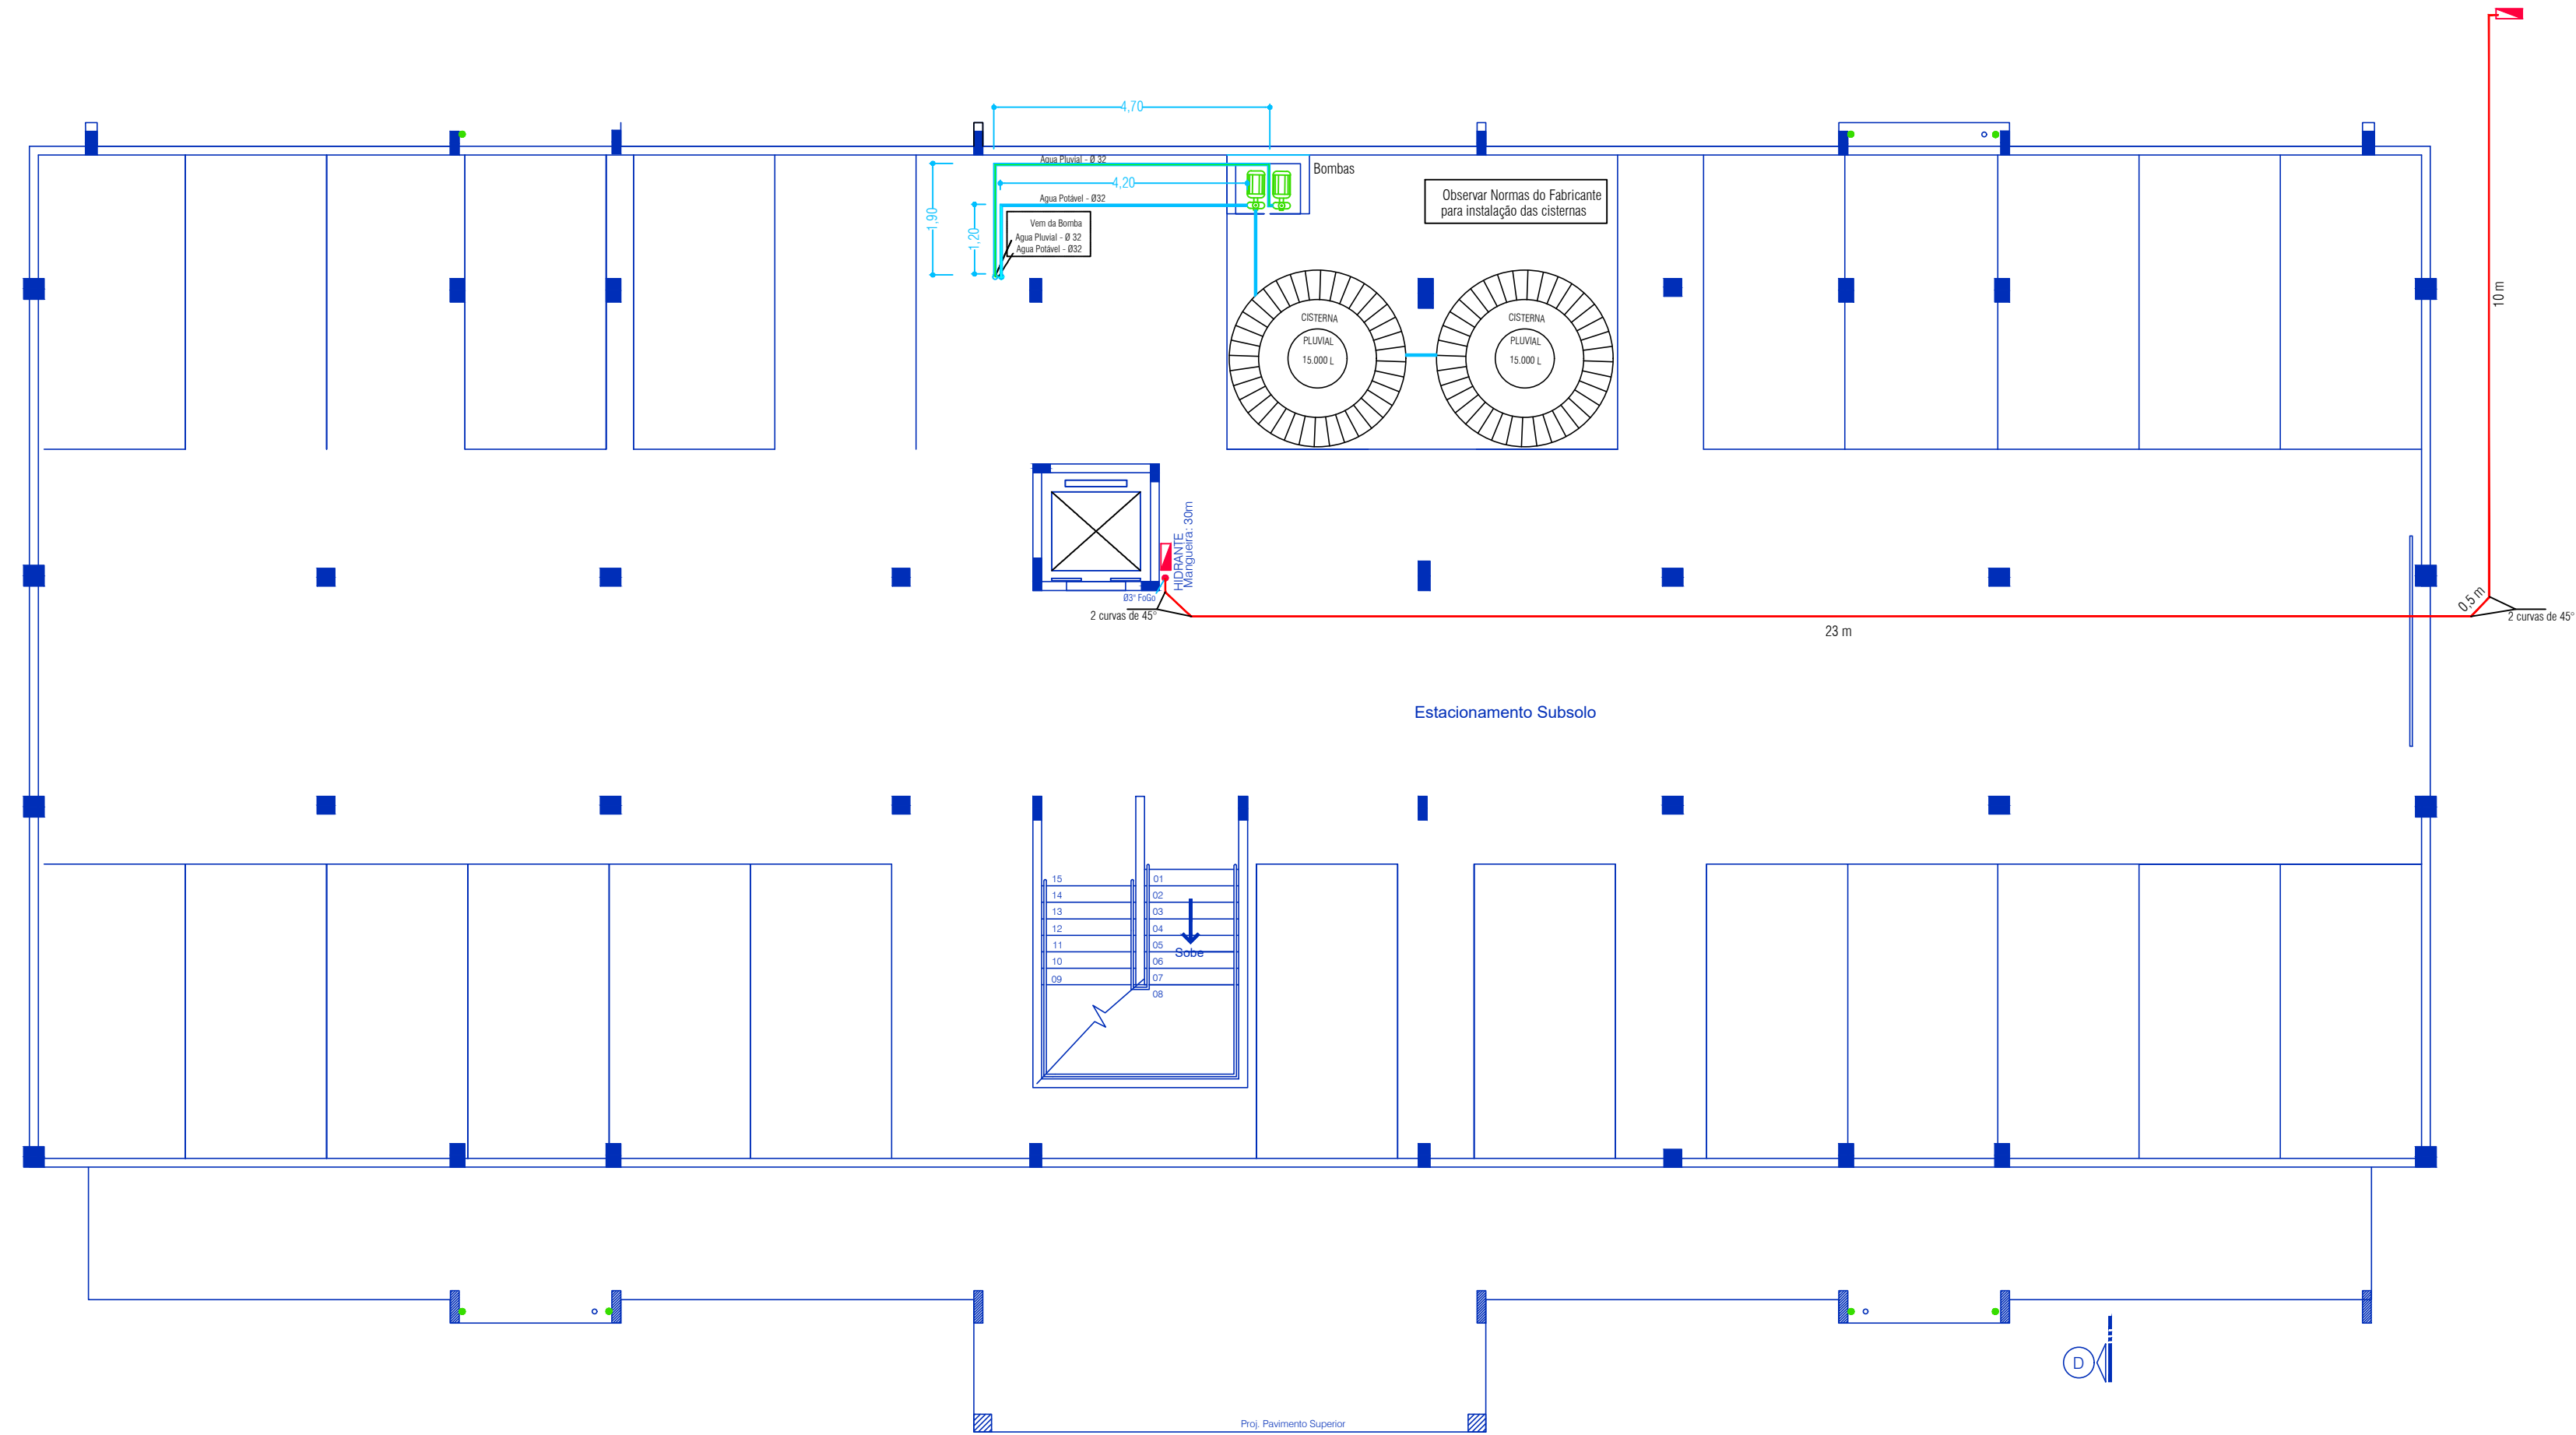 4,70
Agua Pluvial - Ø 32
Bombas
4,20
1,90
Agua Potável - Ø32
1,20
Vem da Bomba
Agua Pluvial - Ø 32
Agua Potável - Ø32
Observar Normas do Fabricante
para instalação das cisternas
CISTERNA
PLUVIAL
15.000 L
CISTERNA
PLUVIAL
15.000 L
10 m
HIDRANTE
Mangueira: 30m
Ø3" FoGo
2 curvas de 45°
23 m
0,5 m
2 curvas de 45°
Estacionamento Subsolo
15
14
13
12
11
10
09
01
02
03
04
05
06
07
08
Sobe
D
Proj. Pavimento Superior